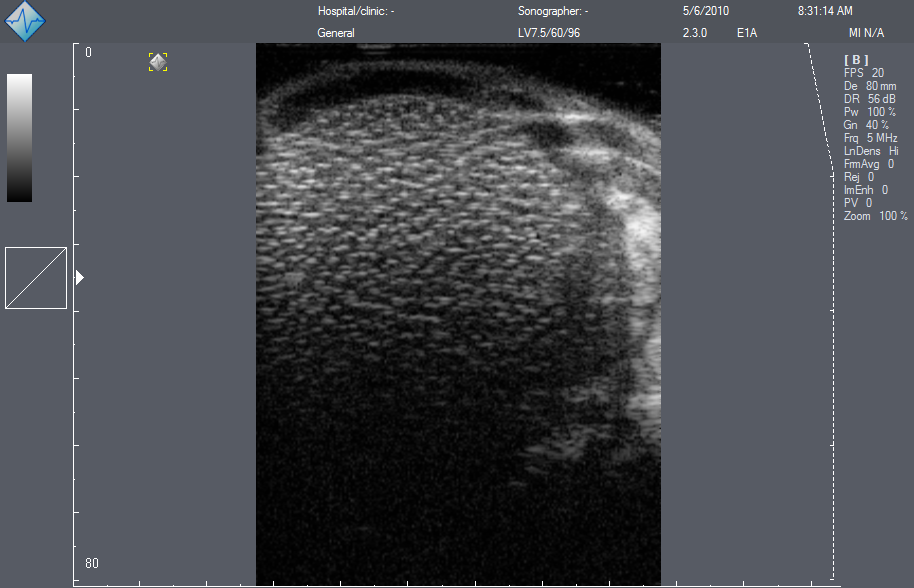 Hospital/clinic: - Sonographer: - 5/6/2010 8:31:14 AM
General LV7.5/60/96 2.3.0 E1A MI N/A
0
[ B ]
FPS 20
De 80 mm
DR 56 dB
Pw 100 %
Gn 40 %
Frq 5 MHz
LnDens Hi
FrmAvg 0
Rej 0
ImEnh 0
PV 0
Zoom 100 %
80